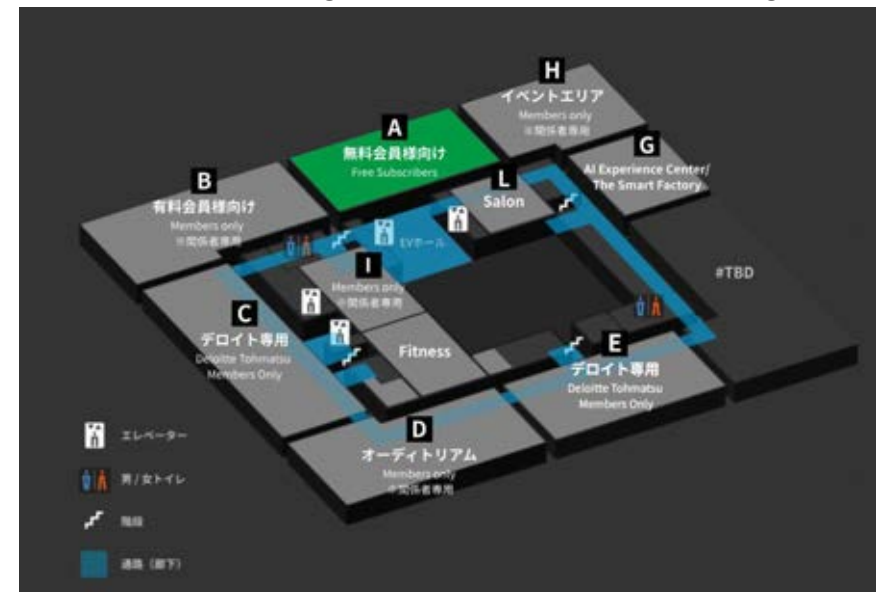 H
イベントエリア
Members only
※関係者専用
A
無料会員様向け
Free Subscribers
G
AI Experience Center/
The Smart Factory
B
有料会員様向け
Members only
※関係者専用
L
Salon
EVホール
I
Members only
※関係者専用
#TBD
C
デロイト専用
Deloitte Tohmatsu
Members Only
Fitness
E
デロイト専用
Deloitte Tohmatsu
Members Only
D
オーディトリアム
Members only
※関係者専用
エレベーター
男/女トイレ
階段
通路（廊下）